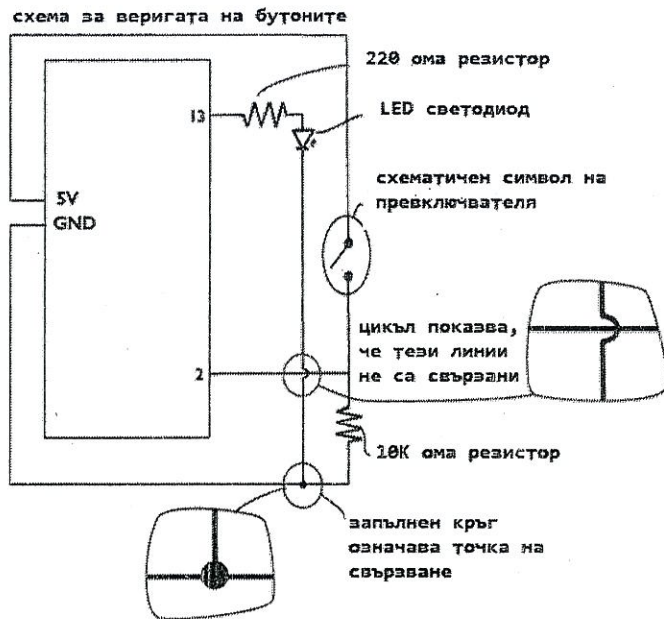 схема за веригата на бутоните
220 ома резистор
13
LED светодиод
схематичен символ на
превключвателя
5V
GND
цикъл показва,
че тези линии
не са свързани
2
10К ома резистор
запълнен кръг
означава точка на
свързване